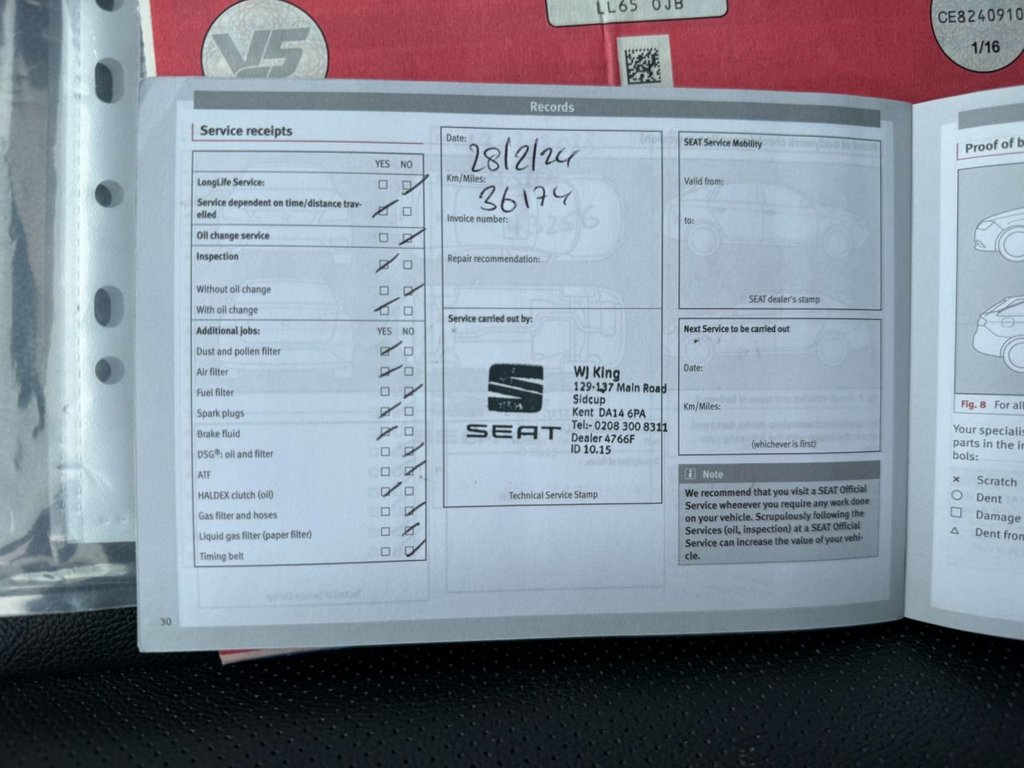 V5
LL65 OJB
CE8240910
1/16
Records
Service receipts
YES NO
LongLife Service:
Service dependent on time/distance trav-
elled
Oil change service
Inspection
Without oil change
With oil change
Additional jobs: YES NO
Dust and pollen filter
Air filter
Fuel filter
Spark plugs
Brake fluid
DSG®: oil and filter
ATF
HALDEX clutch (oil)
Gas filter and hoses
Liquid gas filter (paper filter)
Timing belt
30
Date:
28/2/24
Km/Miles:
36174
Invoice number:
Repair recommendation:
Service carried out by:
SEAT
WJ King
129-137 Main Road
Sidcup
Kent DA14 6PA
Tel:- 0208 300 8311
Dealer 4766F
ID 10.15
Technical Service Stamp
SEAT Service Mobility
Valid from:
to:
SEAT dealer's stamp
Next Service to be carried out
Date:
Km/Miles:
(whichever is first)
i Note
We recommend that you visit a SEAT Official
Service whenever you require any work done
on your vehicle. Scrupulously following the
Services (oil, inspection) at a SEAT Official
Service can increase the value of your vehi-
cle.
Proof of b
Fig. 8 For all
Your specialis
parts in the
bols:
× Scratch
Dent
Damage
Dent from